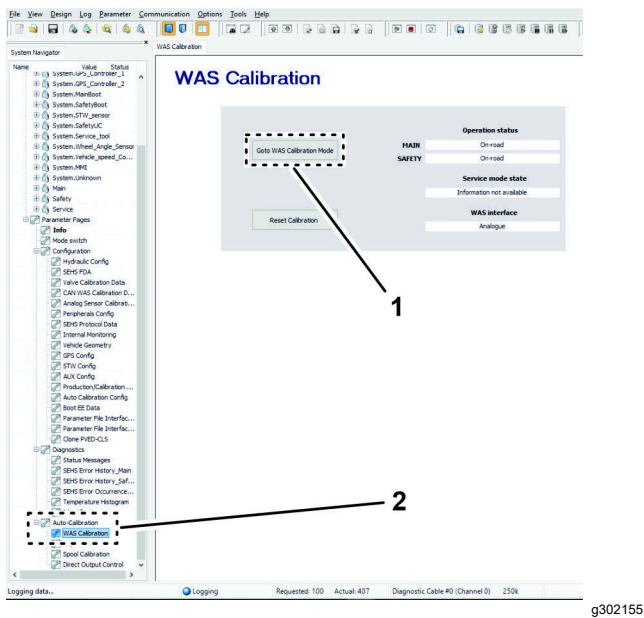 File View Design Log Parameter Communication Options Tools Help
System Navigator
WAS Calibration
Name Value Status
System.GPS_Controller_1
System.GPS_Controller_2
System.MainBoot
System.SafetyBoot
System.STW_sensor
System.SafetyUC
System.Service_tool
System.Wheel_Angle_Sensor
System.Vehicle_speed_Co...
System.MMI
System.Unknown
Main
Safety
Service
Parameter Pages
Info
Mode switch
Configuration
Hydraulic Config
SEHS FDA
Valve Calibration Data
CAN WAS Calibration D...
Analog Sensor Calibrati...
Peripherals Config
SEHS Protocol Data
Internal Monitoring
Vehicle Geometry
GPS Config
STW Config
AUX Config
Production/Calibration ...
Auto Calibration Config
Boot EE Data
Parameter File Interfac...
Parameter File Interfac...
Clone PVED-CLS
Diagnostics
Status Messages
SEHS Error History_Main
SEHS Error History_Saf...
SEHS Error Occurrence...
Temperature Histogram
Auto-Calibration
WAS Calibration
Spool Calibration
Direct Output Control
WAS Calibration
Operation status
Goto WAS Calibration Mode
MAIN On-road
SAFETY On-road
Service mode state
Information not available
Reset Calibration
WAS interface
Analogue
1
2
Logging data... Logging Requested: 100 Actual: 407 Diagnostic Cable #0 (Channel 0) 250k
g302155